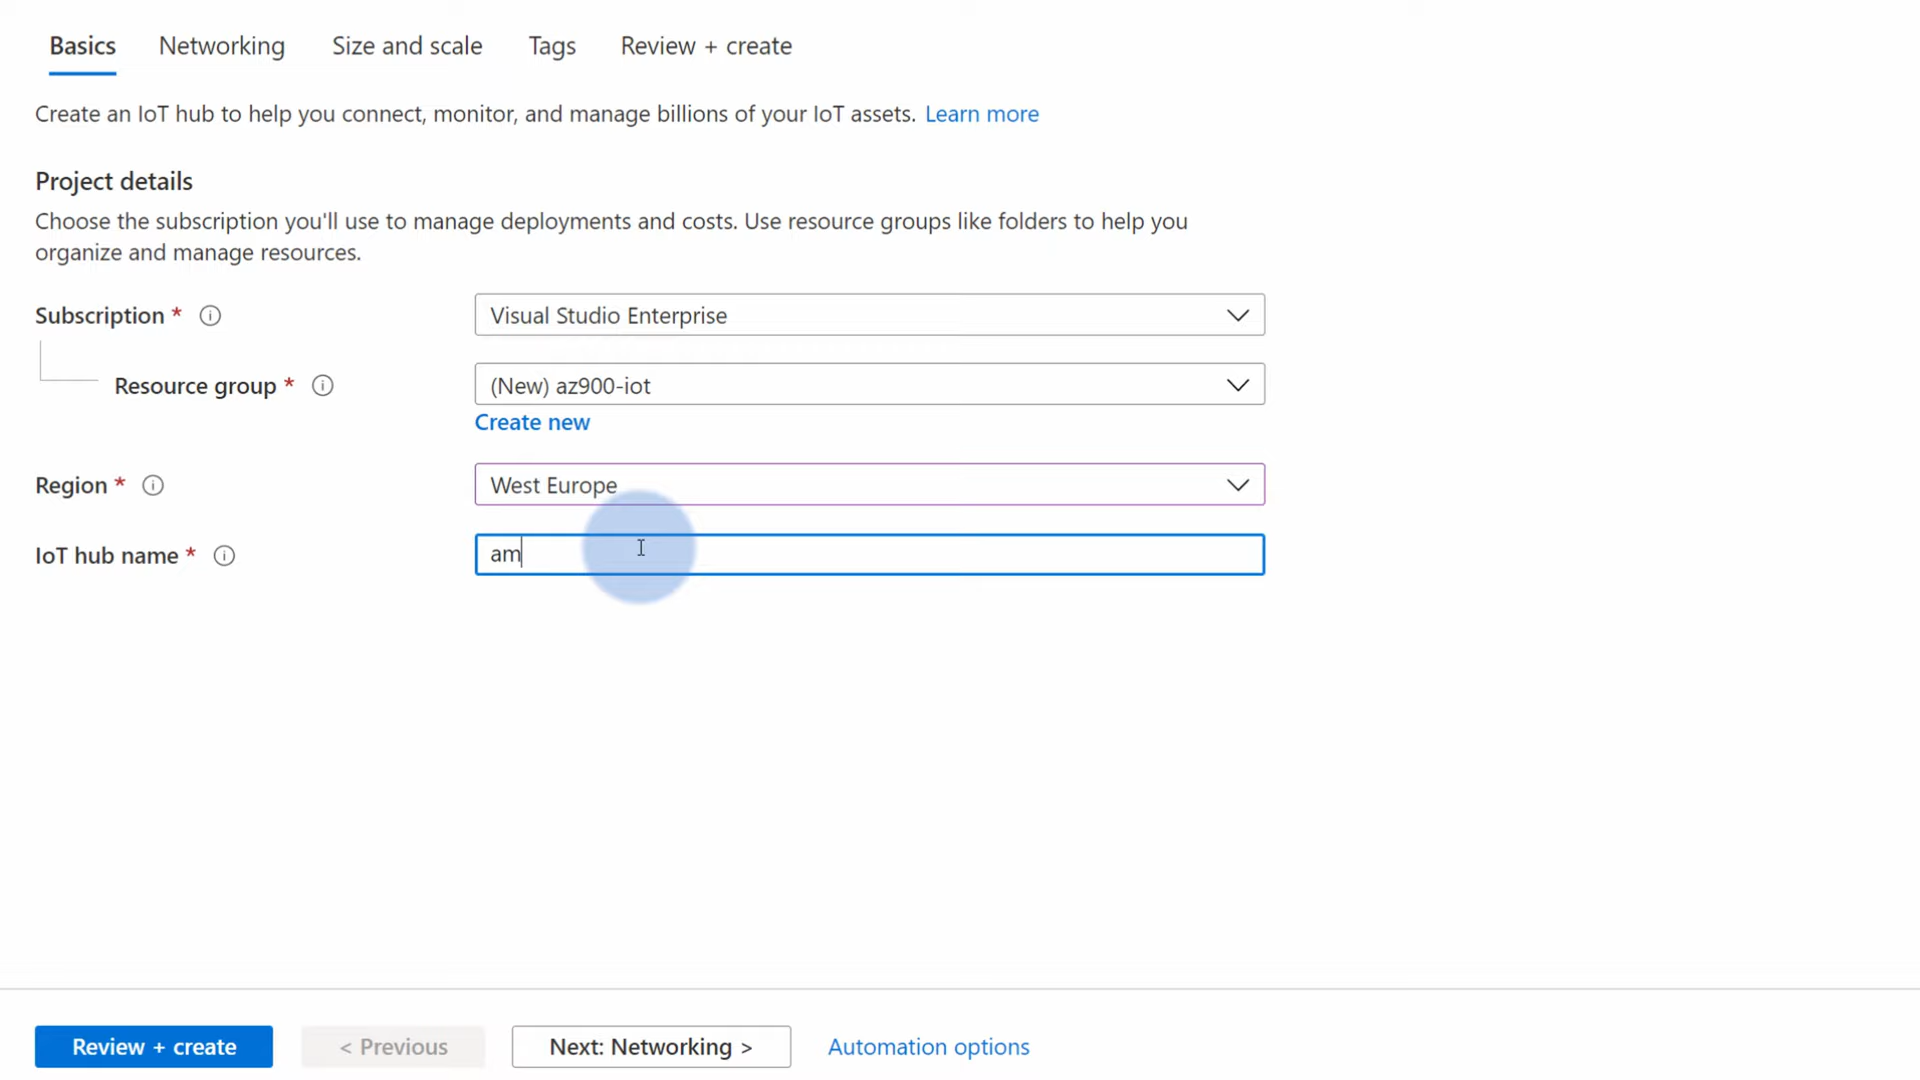 Basics Networking Size and scale Tags Review + create
Create an IoT hub to help you connect, monitor, and manage billions of your IoT assets. Learn more
Project details
Choose the subscription you'll use to manage deployments and costs. Use resource groups like folders to help you
organize and manage resources.
Subscription * Visual Studio Enterprise
Resource group * (New) az900-iot
Create new
Region * West Europe
IoT hub name * am
Review + create < Previous Next: Networking > Automation options